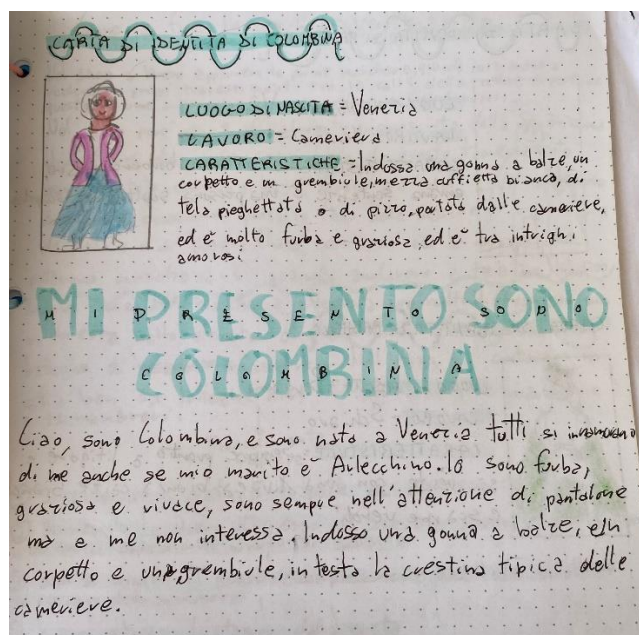 CARTA DI IDENTITA DI COLOMBINA
LUOGO DI NASCITA = Venezia
LAVORO = Cameriera
CARATTERISTICHE = Indossa una gonna a balze, un
corpetto e un grembiule, mezza cuffietta bianca, di
tela pieghettata o di pizzo, portata dalle cameriere,
ed è molto furba e graziosa, ed è tra intrighi
amorosi
MI PRESENTO SONO
COLOMBINA
Ciao, sono Colombina, e sono nata a Venezia tutti si innamorano
di me anche se mio marito è Arlecchino. Io sono furba,
graziosa e vivace, sono sempre nell'attenzione di pantalone
ma a me non interessa. Indosso una gonna a balze, un
corpetto e un grembiule, in testa la crestina tipica delle
cameriere.